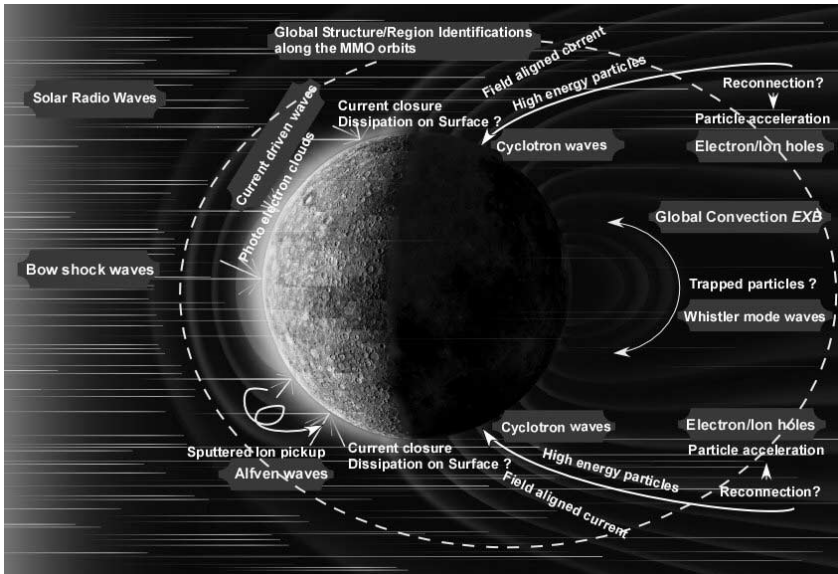 Global Structure/Region Identifications
along the MMO orbits
Field aligned current
High energy particles
Reconnection?
Solar Radio Waves
Current closure
Dissipation on Surface ?
Particle acceleration
Current driven waves
Photo electron clouds
Cyclotron waves
Electron/Ion holes
Global Convection EXB
Bow shock waves
Trapped particles ?
Whistler mode waves
Cyclotron waves
Electron/Ion holes
Sputtered Ion pickup
Current closure
Dissipation on Surface ?
Particle acceleration
Alfven waves
High energy particles
Field aligned current
Reconnection?